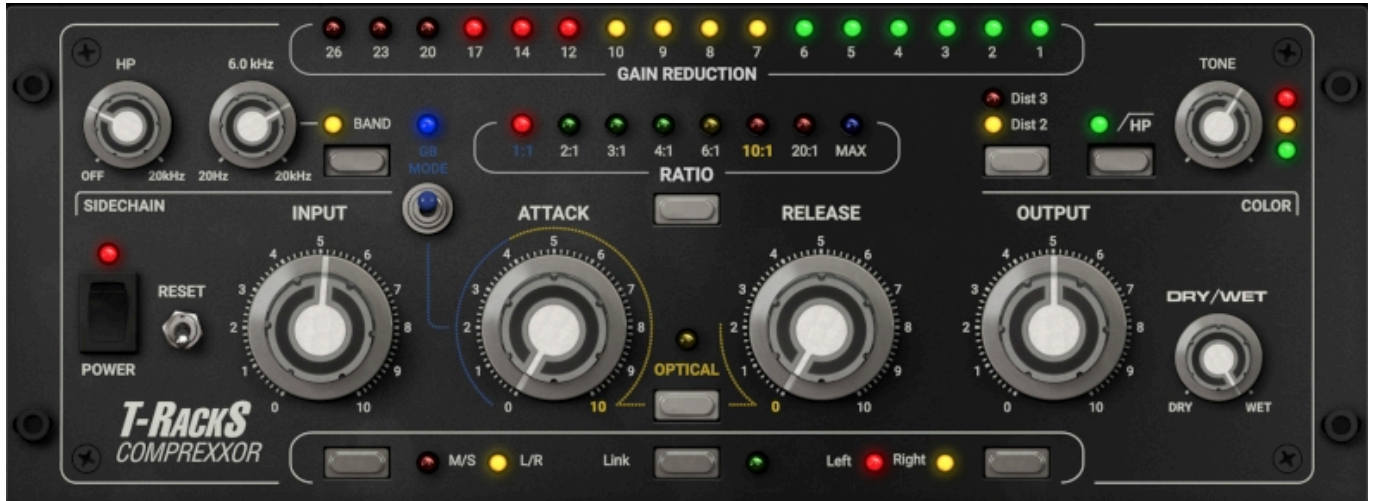 26 23 20 17 14 12 10 9 8 7 6 5 4 3 2 1
GAIN REDUCTION
HP
6.0 kHz
TONE
BAND
OFF 20kHz
20Hz 20kHz
GB
MODE
1:1 2:1 3:1 4:1 6:1 10:1 20:1 MAX
RATIO
Dist 3
Dist 2
HP
SIDECHAIN
COLOR
INPUT
ATTACK
RELEASE
OUTPUT
0 1 2 3 4 5 6 7 8 9 10
0 1 2 3 4 5 6 7 8 9 10
0 1 2 3 4 5 6 7 8 9 10
0 1 2 3 4 5 6 7 8 9 10
POWER
RESET
OPTICAL
DRY/WET
DRY WET
T-RACKS
COMPREXXOR
M/S L/R
Link
Left Right